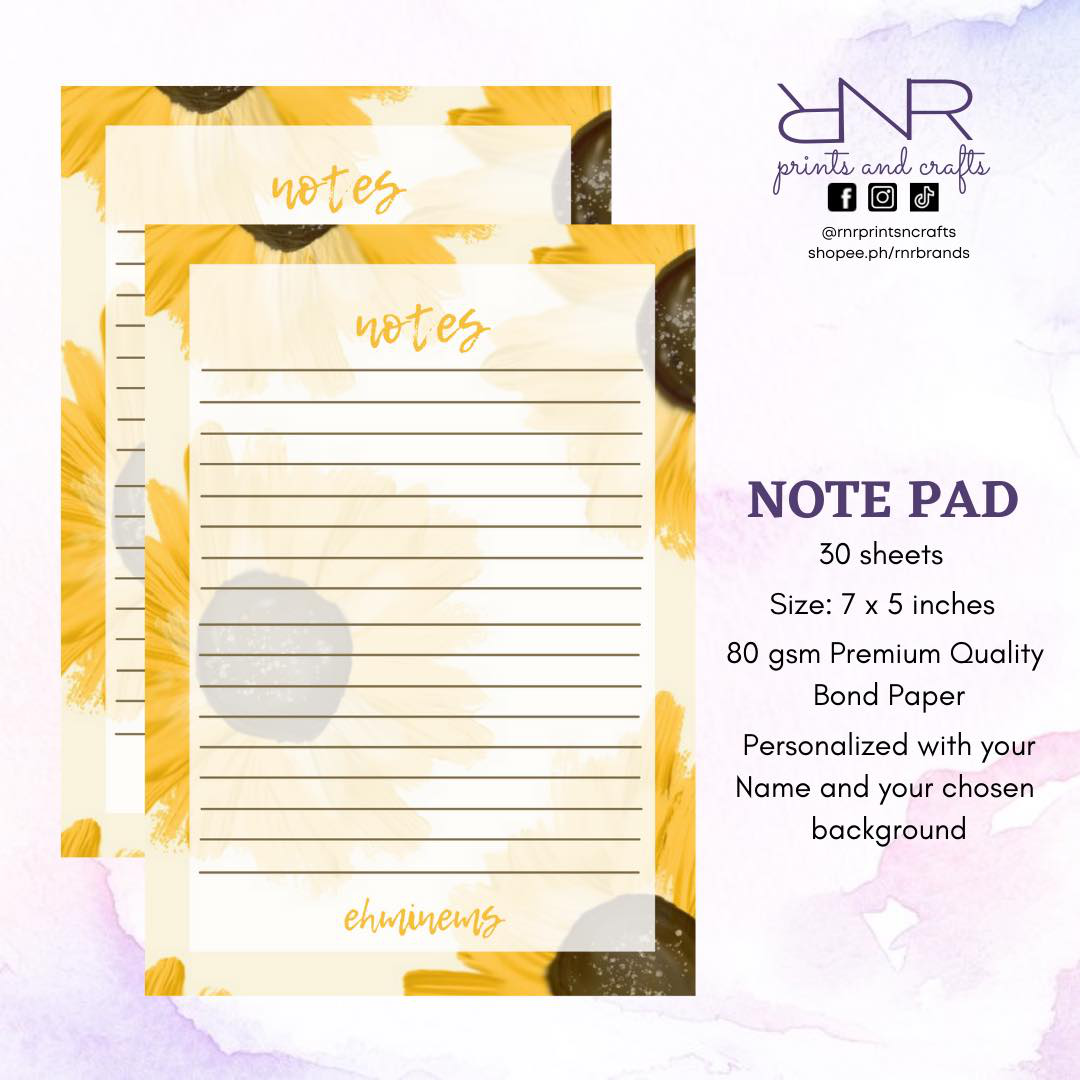 notes
notes
ehminems
RNR
prints and crafts
@rnrprintsncrafts
shopee.ph/rnrbrands
NOTE PAD
30 sheets
Size: 7 x 5 inches
80 gsm Premium Quality
Bond Paper
Personalized with your
Name and your chosen
background